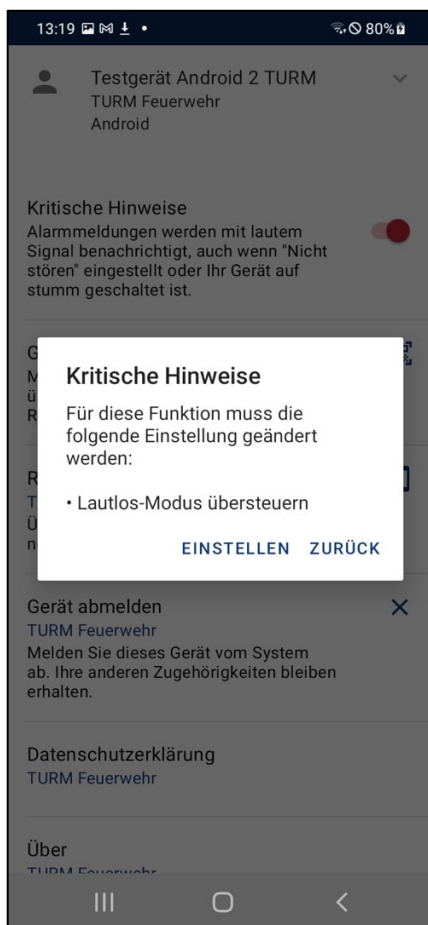 13:19
80%
Testgerät Android 2 TURM
TURM Feuerwehr
Android
Kritische Hinweise
Alarmmeldungen werden mit lautem
Signal benachrichtigt, auch wenn "Nicht
stören" eingestellt oder Ihr Gerät auf
stumm geschaltet ist.
Kritische Hinweise
Für diese Funktion muss die
folgende Einstellung geändert
werden:
• Lautlos-Modus übersteuern
EINSTELLEN ZURÜCK
Gerät abmelden
TURM Feuerwehr
Melden Sie dieses Gerät vom System
ab. Ihre anderen Zugehörigkeiten bleiben
erhalten.
Datenschutzerklärung
TURM Feuerwehr
Über
TURM Feuerwehr